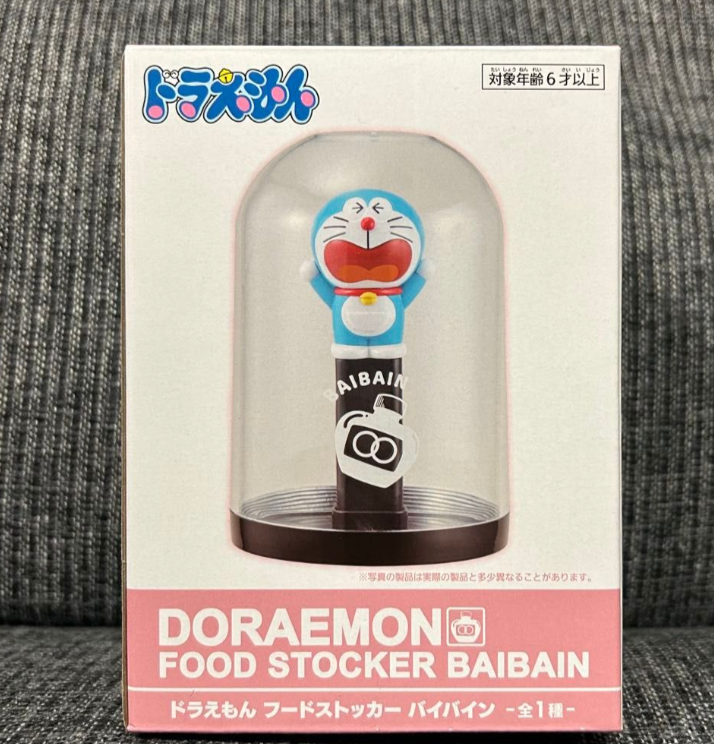 ドラえもん
対象年齢6才以上
BAIBAIN
※写真の製品は実際の製品と多少異なることがあります。
DORAEMON
FOOD STOCKER BAIBAIN
ドラえもん フードストッカー バイバイン -全1種-